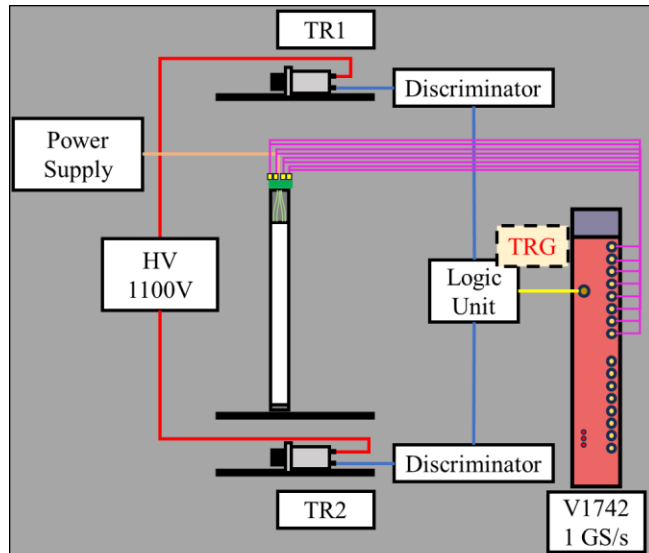 TR1
Discriminator
Power
Supply
TRG
HV
1100V
Logic
Unit
Discriminator
TR2
V1742
1 GS/s